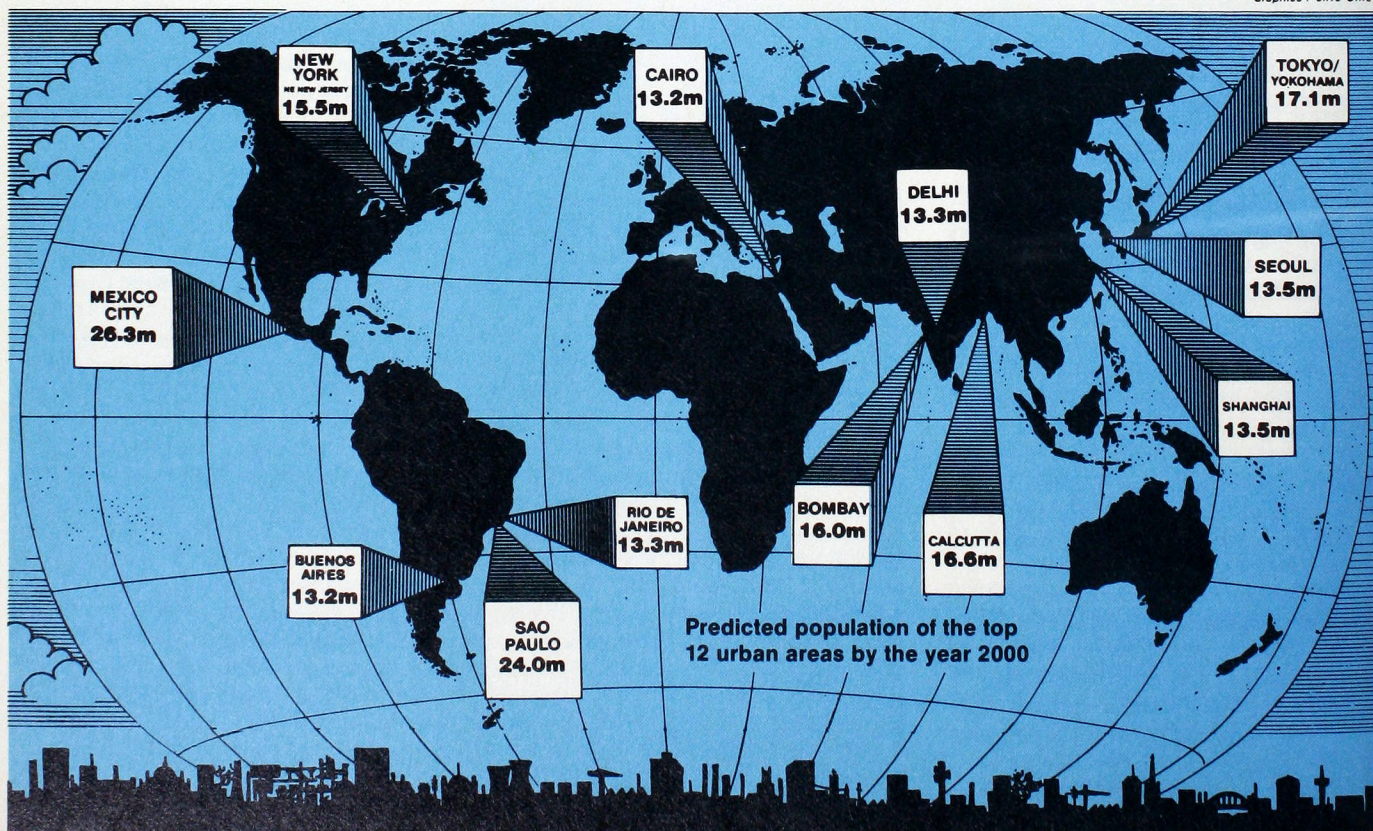 NEW
YORK
NE NEW JERSEY
15.5m
CAIRO
13.2m
TOKYO/
YOKOHAMA
17.1m
DELHI
13.3m
SEOUL
13.5m
MEXICO
CITY
26.3m
SHANGHAI
13.5m
BOMBAY
16.0m
CALCUTTA
16.6m
RIO DE
JANEIRO
13.3m
BUENOS
AIRES
13.2m
SAO
PAULO
24.0m
Predicted population of the top
12 urban areas by the year 2000